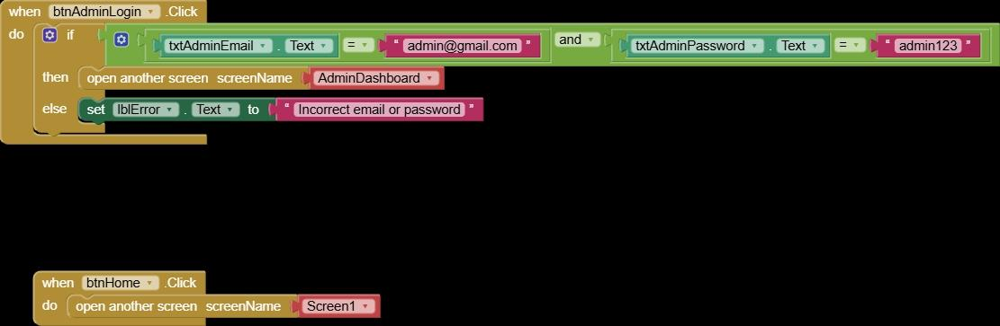 when btnAdminLogin .Click
do if txtAdminEmail . Text = “ admin@gmail.com ” and txtAdminPassword . Text = “ admin123 ”
then open another screen screenName AdminDashboard
else set lblError . Text to “ Incorrect email or password ”
when btnHome .Click
do open another screen screenName Screen1